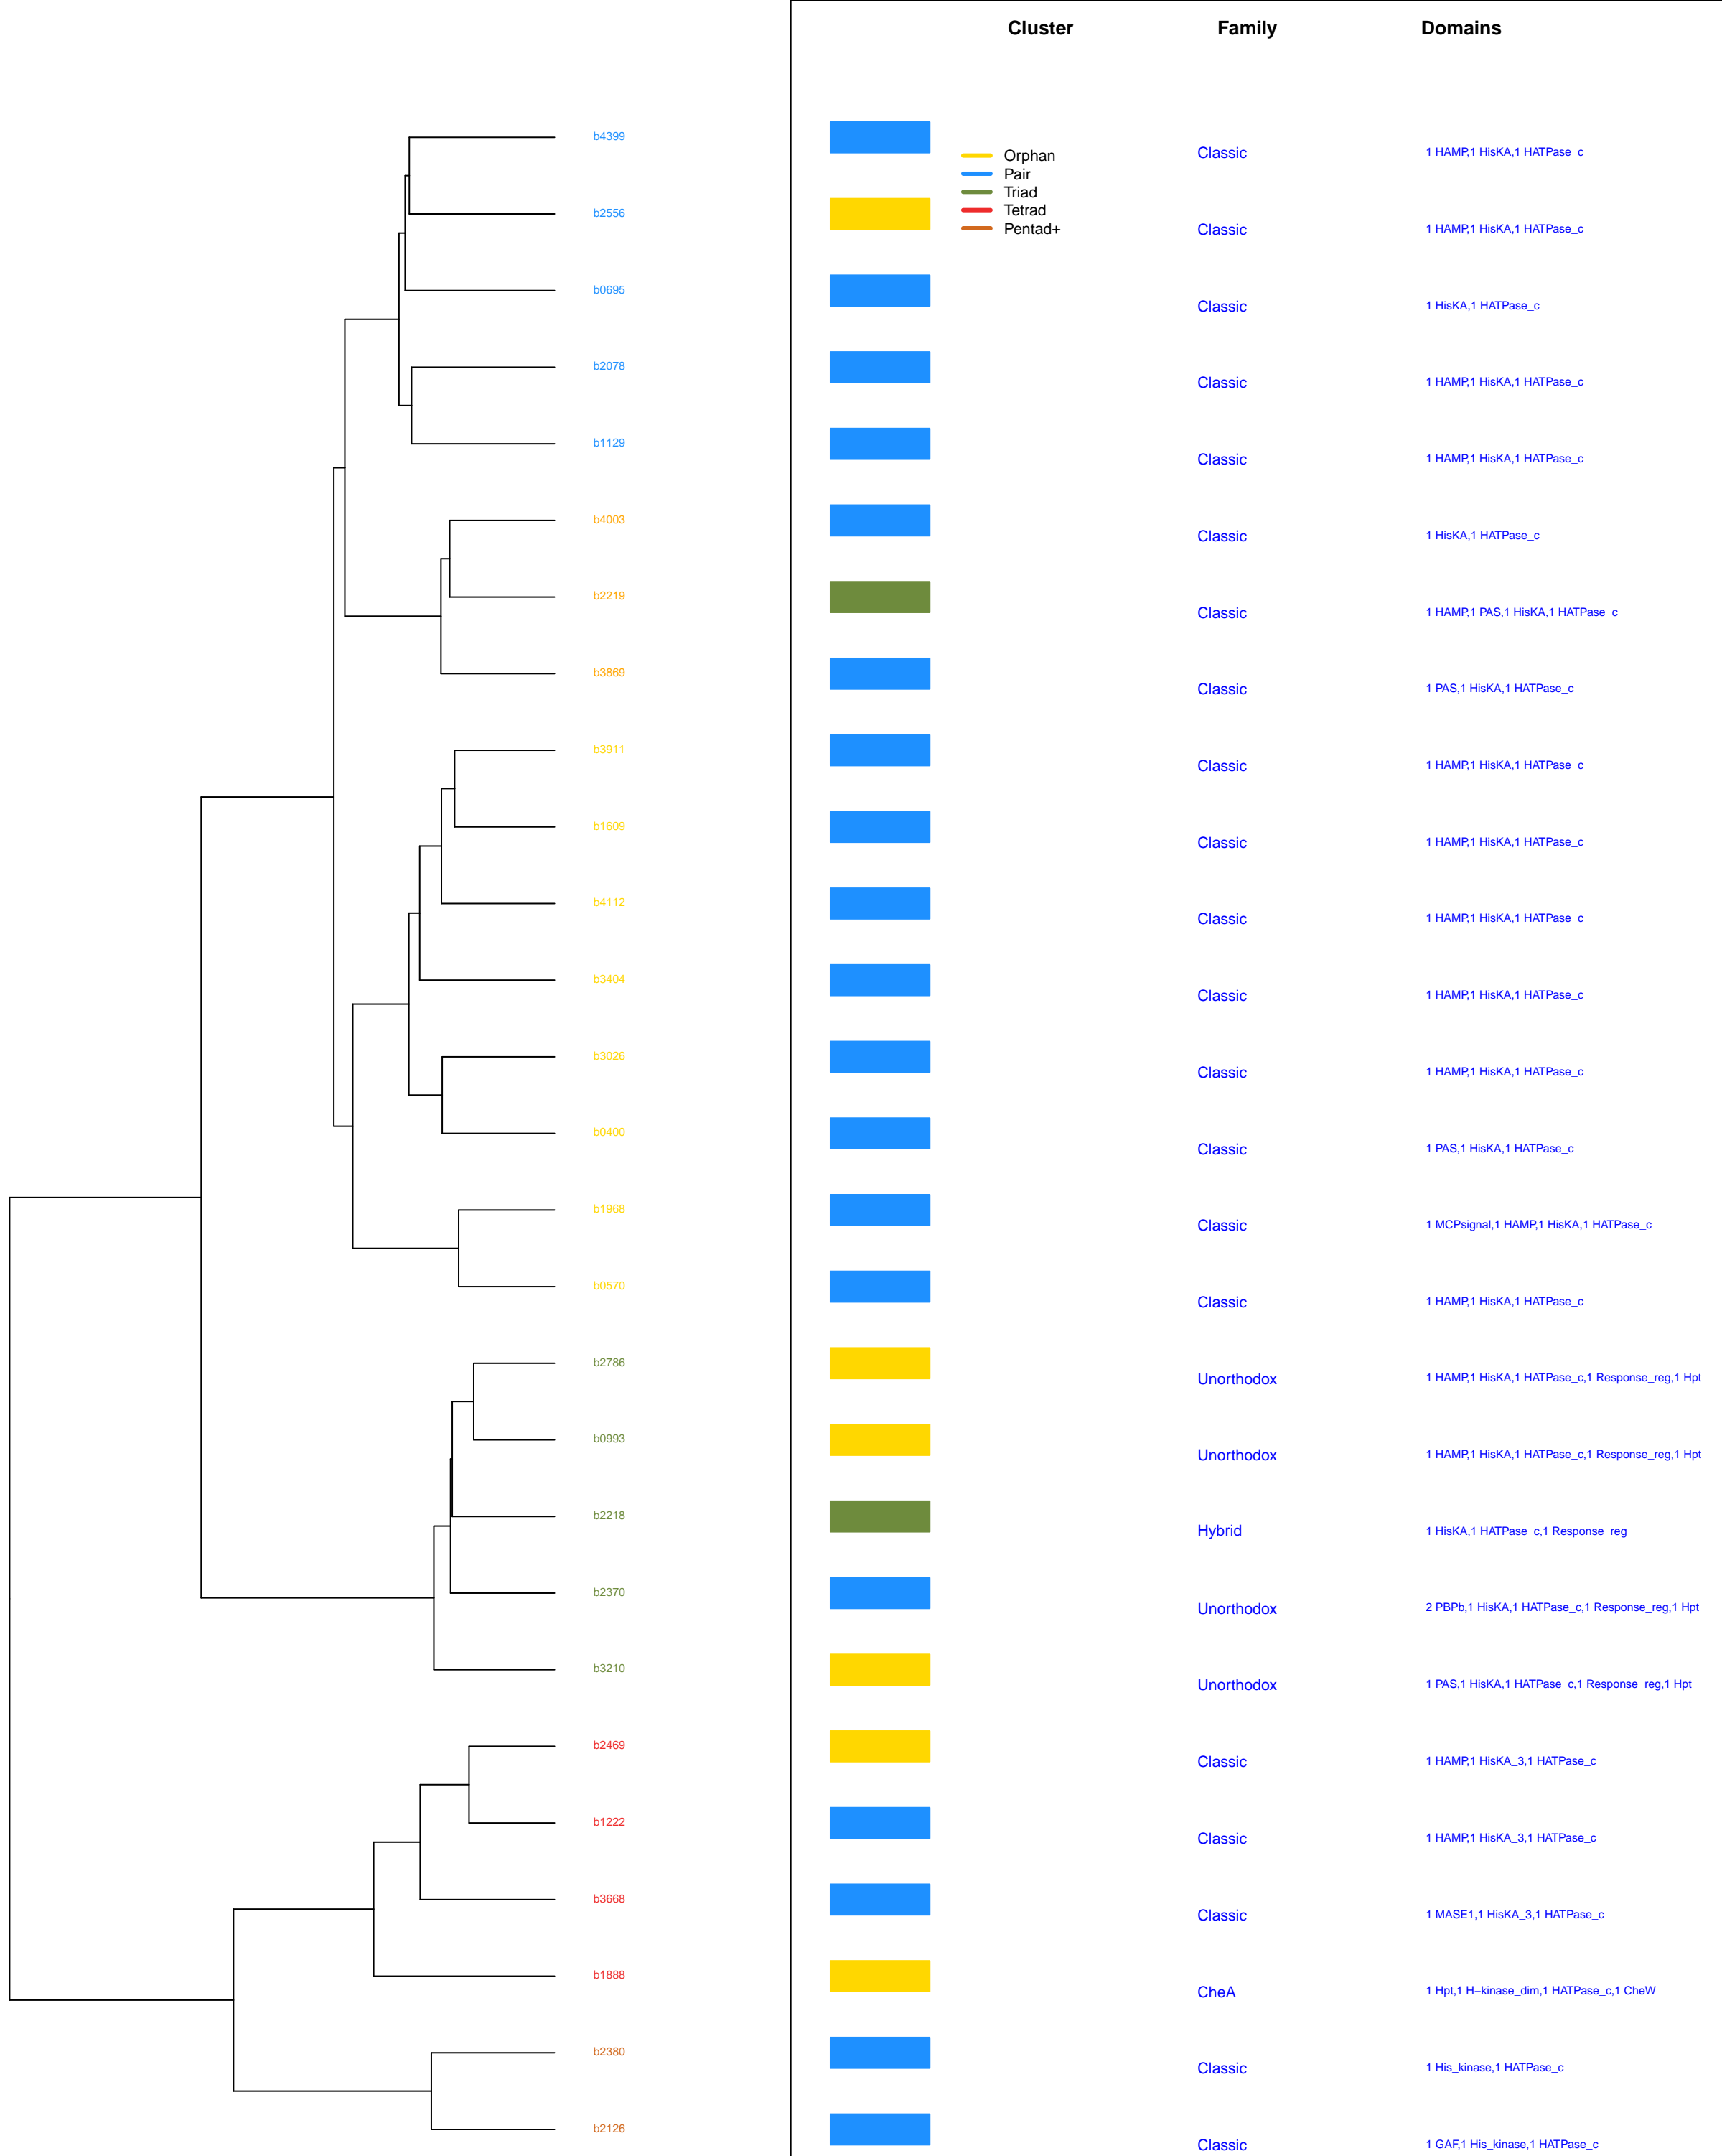 Cluster Family Domains
b4399 Classic 1 HAMP,1 HisKA,1 HATPase_c
Orphan
Pair
Triad
Tetrad
Pentad+
b2556 Classic 1 HAMP,1 HisKA,1 HATPase_c
b0695 Classic 1 HisKA,1 HATPase_c
b2078 Classic 1 HAMP,1 HisKA,1 HATPase_c
b1129 Classic 1 HAMP,1 HisKA,1 HATPase_c
b4003 Classic 1 HisKA,1 HATPase_c
b2219 Classic 1 HAMP,1 PAS,1 HisKA,1 HATPase_c
b3869 Classic 1 PAS,1 HisKA,1 HATPase_c
b3911 Classic 1 HAMP,1 HisKA,1 HATPase_c
b1609 Classic 1 HAMP,1 HisKA,1 HATPase_c
b4112 Classic 1 HAMP,1 HisKA,1 HATPase_c
b3404 Classic 1 HAMP,1 HisKA,1 HATPase_c
b3026 Classic 1 HAMP,1 HisKA,1 HATPase_c
b0400 Classic 1 PAS,1 HisKA,1 HATPase_c
b1968 Classic 1 MCPsignal,1 HAMP,1 HisKA,1 HATPase_c
b0570 Classic 1 HAMP,1 HisKA,1 HATPase_c
b2786 Unorthodox 1 HAMP,1 HisKA,1 HATPase_c,1 Response_reg,1 Hpt
b0993 Unorthodox 1 HAMP,1 HisKA,1 HATPase_c,1 Response_reg,1 Hpt
b2218 Hybrid 1 HisKA,1 HATPase_c,1 Response_reg
b2370 Unorthodox 2 PBPb,1 HisKA,1 HATPase_c,1 Response_reg,1 Hpt
b3210 Unorthodox 1 PAS,1 HisKA,1 HATPase_c,1 Response_reg,1 Hpt
b2469 Classic 1 HAMP,1 HisKA_3,1 HATPase_c
b1222 Classic 1 HAMP,1 HisKA_3,1 HATPase_c
b3668 Classic 1 MASE1,1 HisKA_3,1 HATPase_c
b1888 CheA 1 Hpt,1 H−kinase_dim,1 HATPase_c,1 CheW
b2380 Classic 1 His_kinase,1 HATPase_c
b2126 Classic 1 GAF,1 His_kinase,1 HATPase_c